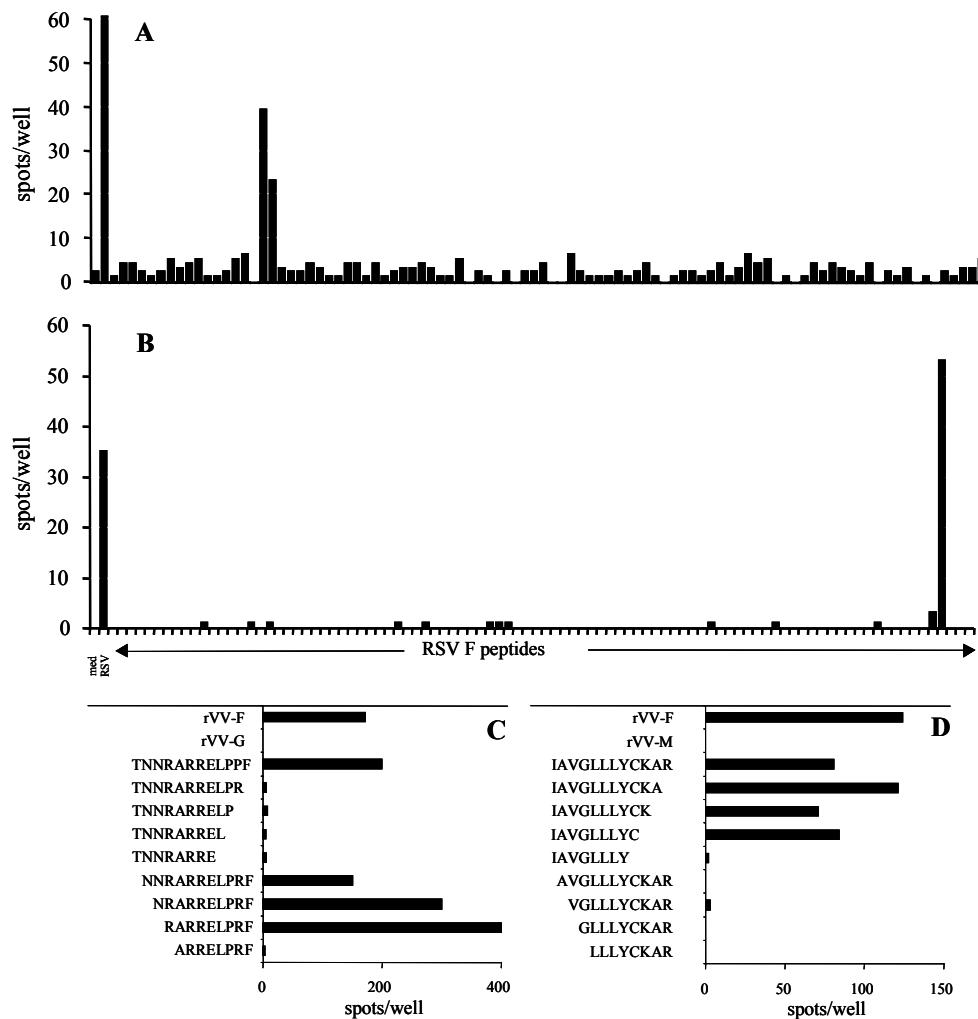 A
60
50
40
30
20
10
0
spots/well
B
60
50
40
30
20
10
0
spots/well
med
RSV
RSV F peptides
C
rVV-F
rVV-G
TNNRARRELPPF
TNNRARRELPR
TNNRARRELP
TNNRARREL
TNNRARRE
NNRARRELPRF
NRARRELPRF
RARRELPRF
ARRELPRF
0 200 400
spots/well
D
rVV-F
rVV-M
IAVGLLLYCKAR
IAVGLLLYCKA
IAVGLLLYCK
IAVGLLLYC
IAVGLLLY
AVGLLLYCKAR
VGLLLYCKAR
GLLLYCKAR
LLLYCKAR
0 50 100 150
spots/well